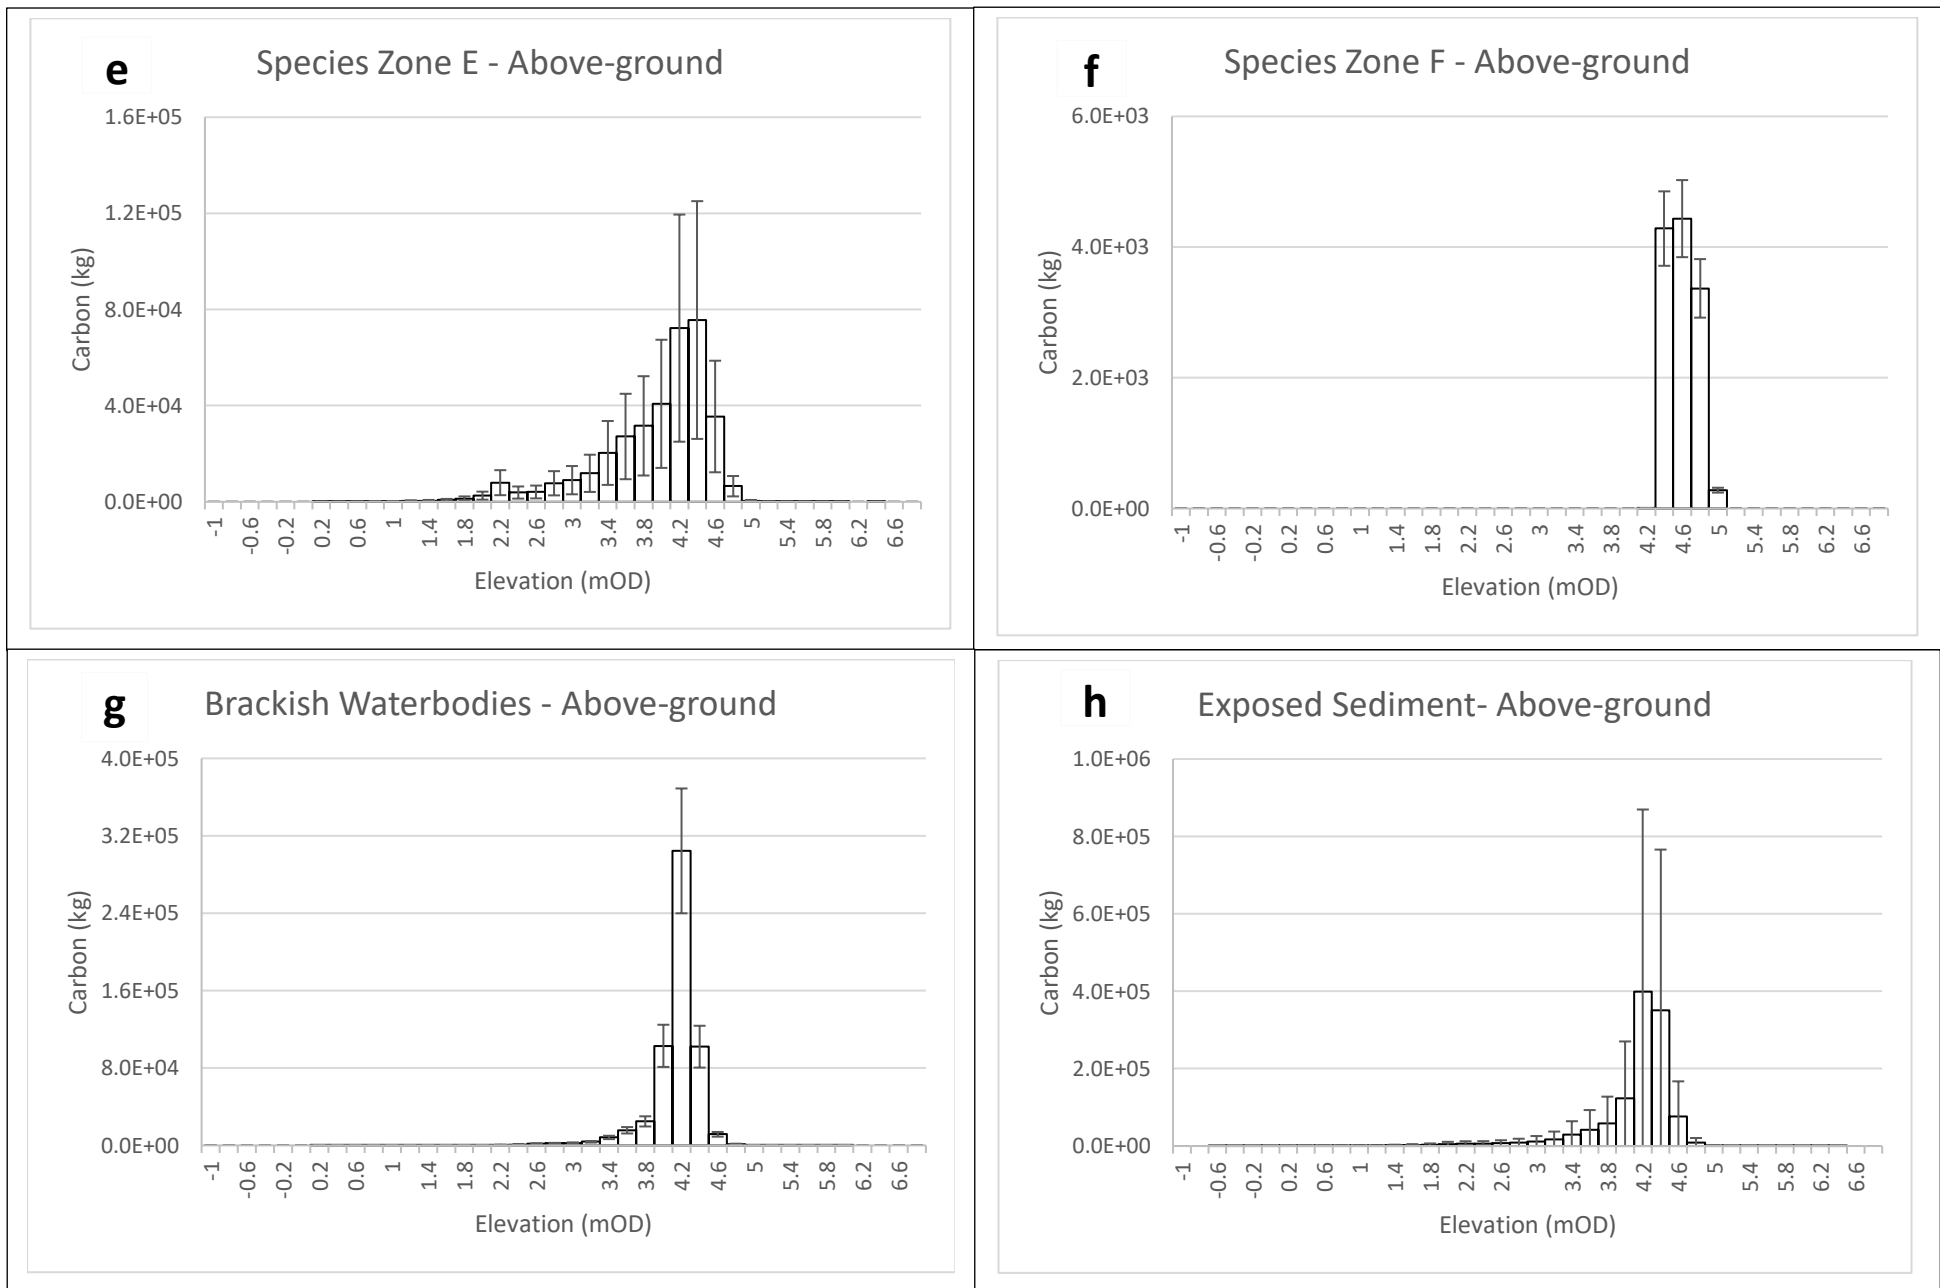 e
Species Zone E - Above-ground
1.6E+05
1.2E+05
8.0E+04
4.0E+04
0.0E+00
Carbon (kg)
-1 -0.6 -0.2 0.2 0.6 1 1.4 1.8 2.2 2.6 3 3.4 3.8 4.2 4.6 5 5.4 5.8 6.2 6.6
Elevation (mOD)
f
Species Zone F - Above-ground
6.0E+03
4.0E+03
2.0E+03
0.0E+00
Carbon (kg)
-1 -0.6 -0.2 0.2 0.6 1 1.4 1.8 2.2 2.6 3 3.4 3.8 4.2 4.6 5 5.4 5.8 6.2 6.6
Elevation (mOD)
g
Brackish Waterbodies - Above-ground
4.0E+05
3.2E+05
2.4E+05
1.6E+05
8.0E+04
0.0E+00
Carbon (kg)
-1 -0.6 -0.2 0.2 0.6 1 1.4 1.8 2.2 2.6 3 3.4 3.8 4.2 4.6 5 5.4 5.8 6.2 6.6
Elevation (mOD)
h
Exposed Sediment- Above-ground
1.0E+06
8.0E+05
6.0E+05
4.0E+05
2.0E+05
0.0E+00
Carbon (kg)
-1 -0.6 -0.2 0.2 0.6 1 1.4 1.8 2.2 2.6 3 3.4 3.8 4.2 4.6 5 5.4 5.8 6.2 6.6
Elevation (mOD)